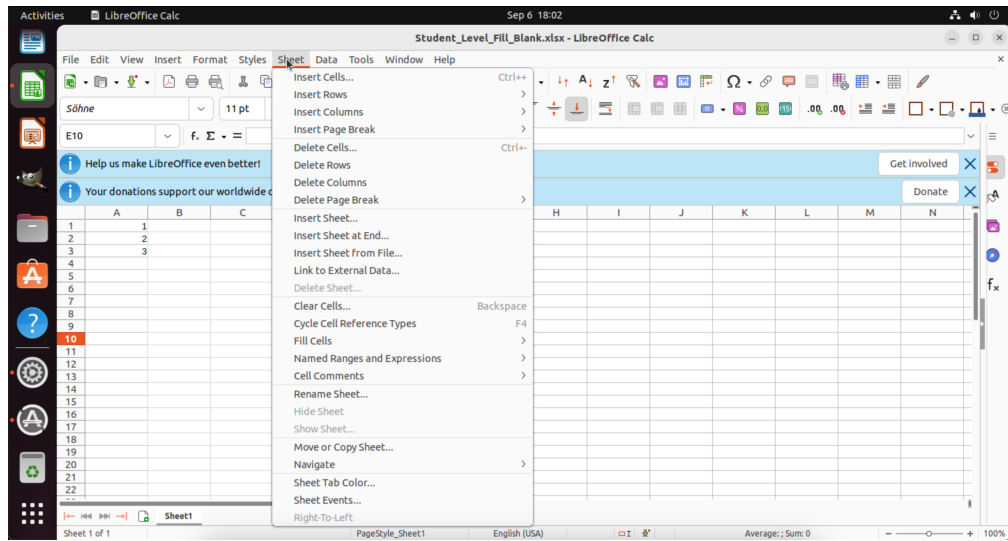 Activities LibreOffice Calc Sep 6 18:02
Student_Level_Fill_Blank.xlsx - LibreOffice Calc
File Edit View Insert Format Styles Sheet Data Tools Window Help
Söhne 11 pt
E10
Help us make LibreOffice even better! Get involved
Your donations support our worldwide Donate
A B C H I J K L M N
1 1
2 2
3 3
4
5
6
7
8
9
10
11
12
13
14
15
16
17
18
19
20
21
22
Insert Cells... Ctrl++
Insert Rows
Insert Columns
Insert Page Break
Delete Cells... Ctrl+-
Delete Rows
Delete Columns
Delete Page Break
Insert Sheet...
Insert Sheet at End...
Insert Sheet from File...
Link to External Data...
Delete Sheet...
Clear Cells... Backspace
Cycle Cell Reference Types F4
Fill Cells
Named Ranges and Expressions
Cell Comments
Rename Sheet...
Hide Sheet
Show Sheet...
Move or Copy Sheet...
Navigate
Sheet Tab Color...
Sheet Events...
Right-To-Left
Sheet1
Sheet 1 of 1 PageStyle_Sheet1 English (USA) Average: ; Sum: 0 100%